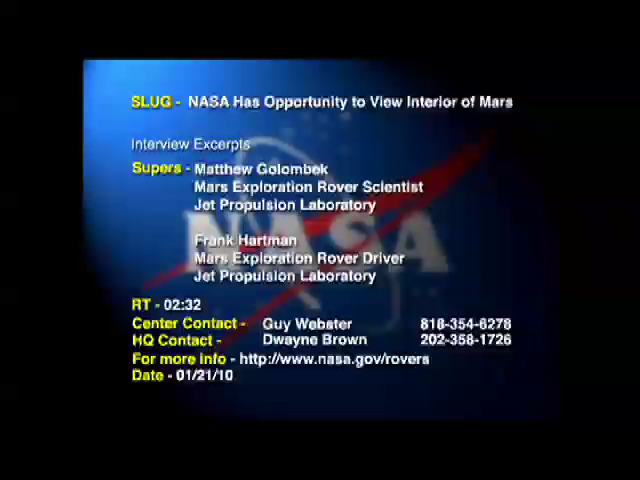 SLUG - NASA Has Opportunity to View Interior of Mars
Interview Excerpts
Supers - Matthew Golombek
Mars Exploration Rover Scientist
Jet Propulsion Laboratory
Frank Hartman
Mars Exploration Rover Driver
Jet Propulsion Laboratory
NASA
RT - 02:32
Center Contact - Guy Webster 818-354-6278
HQ Contact - Dwayne Brown 202-358-1726
For more info - http://www.nasa.gov/rovers
Date - 01/21/10